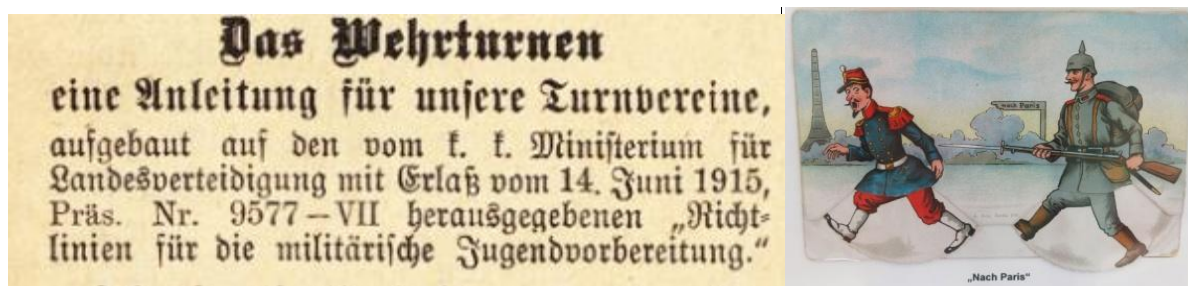 Das Wehrturnen
eine Anleitung für unsere Turnvereine,
aufgebaut auf den vom k. k. Ministerium für
Landesverteidigung mit Erlaß vom 14. Juni 1915,
Präs. Nr. 9577 – VII herausgegebenen „Richt-
linien für die militärische Jugendvorbereitung.“
nach Paris
„Nach Paris“